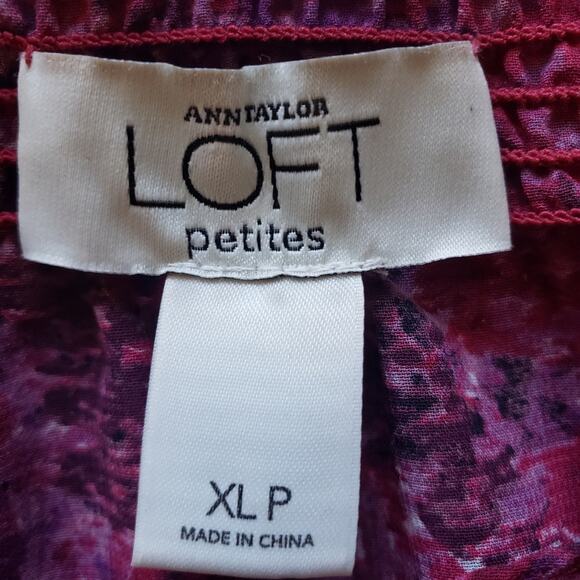 ANNTAYLOR
LOFT
petites
XL P
MADE IN CHINA